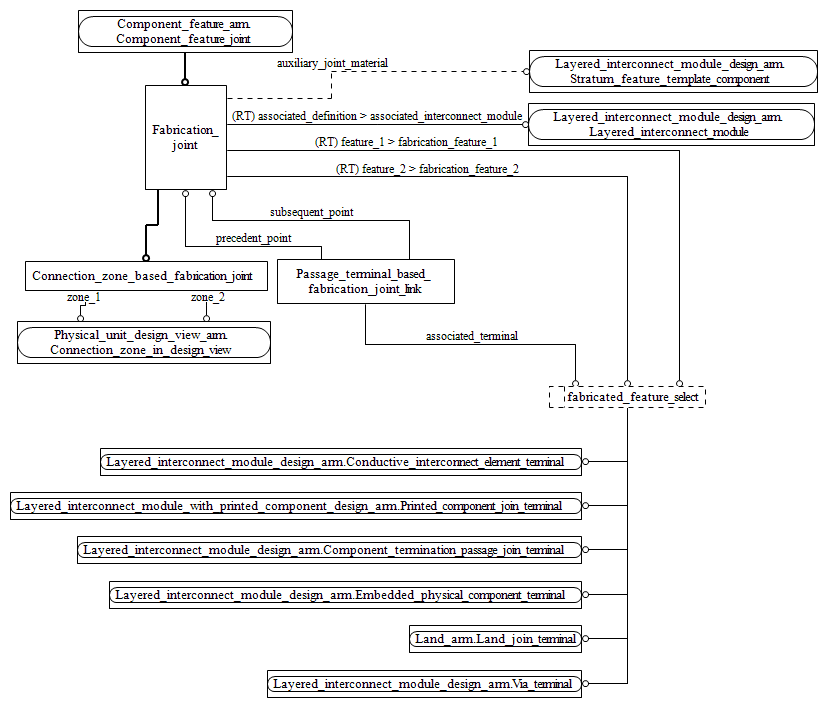 Component_feature_arm.
Component_feature_joint
auxiliary_joint_material
Layered_interconnect_module_design_arm.
Stratum_feature_template_component
Fabrication_
joint
(RT) associated_definition > associated_interconnect_module
Layered_interconnect_module_design_arm.
Layered_interconnect_module
(RT) feature_1 > fabrication_feature_1
(RT) feature_2 > fabrication_feature_2
subsequent_point
precedent_point
Connection_zone_based_fabrication_joint
Passage_terminal_based_
fabrication_joint_link
zone_1
zone_2
Physical_unit_design_view_arm.
Connection_zone_in_design_view
associated_terminal
fabricated_feature_select
Layered_interconnect_module_design_arm.Conductive_interconnect_element_terminal
Layered_interconnect_module_with_printed_component_design_arm.Printed_component_join_terminal
Layered_interconnect_module_design_arm.Component_termination_passage_join_terminal
Layered_interconnect_module_design_arm.Embedded_physical_component_terminal
Land_arm.Land_join_terminal
Layered_interconnect_module_design_arm.Via_terminal